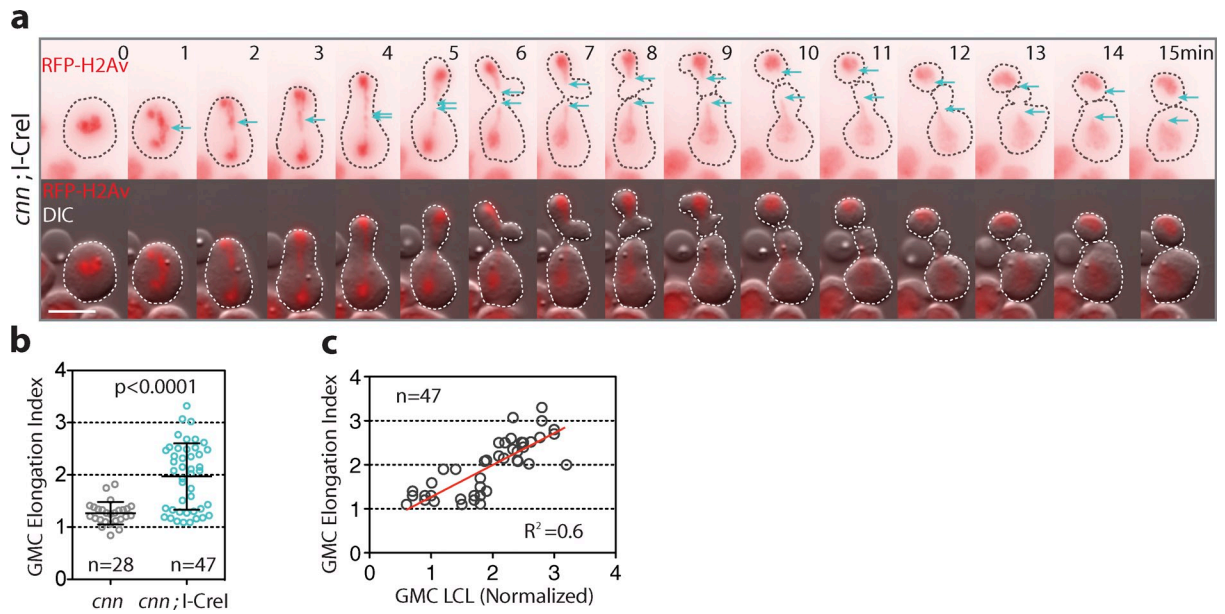 a
0 1 2 3 4 5 6 7 8 9 10 11 12 13 14 15min
RFP-H2Av
cnn ; I-CreI
RFP-H2Av
DIC
b
GMC Elongation Index
4
3
2
1
0
p<0.0001
n=28 n=47
cnn cnn ; I-CreI
c
GMC Elongation Index
4
3
2
1
0
n=47
R²=0.6
0 1 2 3 4
GMC LCL (Normalized)